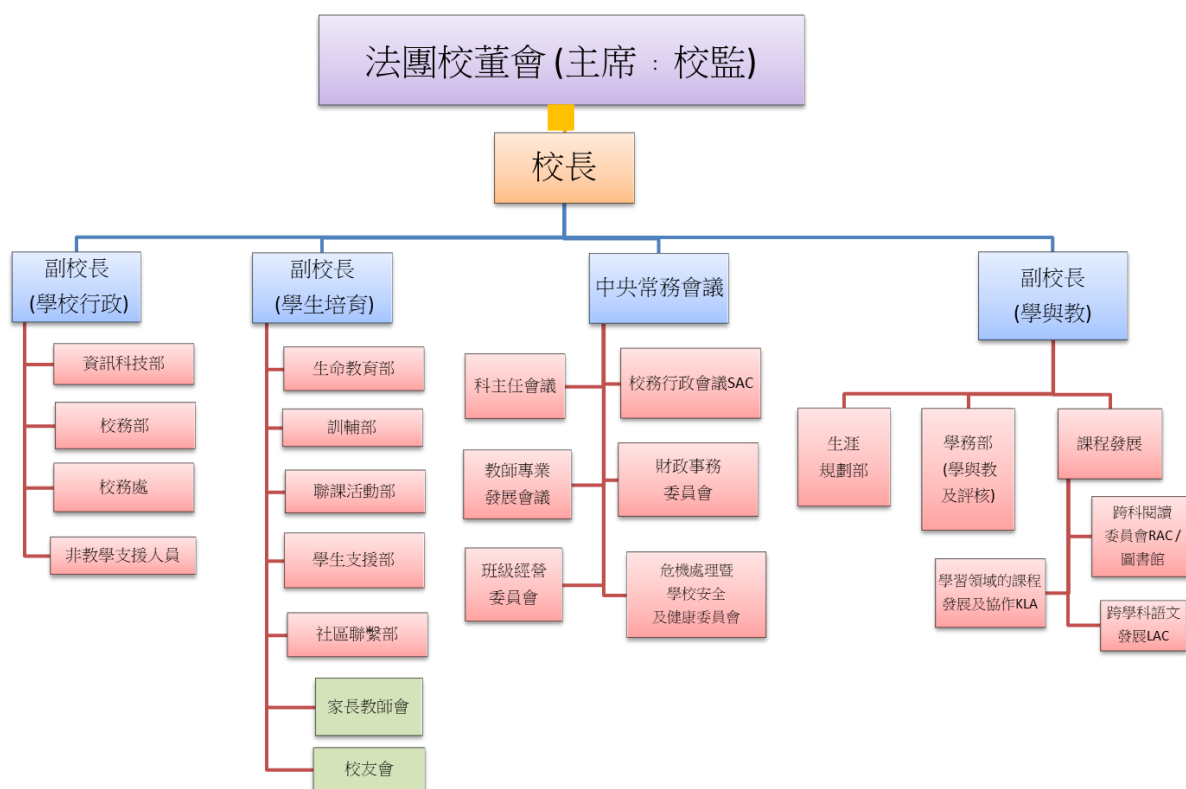 法團校董會 (主席：校監)
校長
副校長
(學校行政)
資訊科技部
校務部
校務處
非教學支援人員
副校長
(學生培育)
生命教育部
訓輔部
聯課活動部
學生支援部
社區聯繫部
家長教師會
校友會
中央常務會議
科主任會議
校務行政會議SAC
教師專業
發展會議
財政事務
委員會
班級經營
委員會
危機處理暨
學校安全
及健康委員會
副校長
(學與教)
生涯
規劃部
學務部
(學與教
及評核)
課程發展
跨科閱讀
委員會RAC /
圖書館
學習領域的課程
發展及協作KLA
跨學科語文
發展LAC